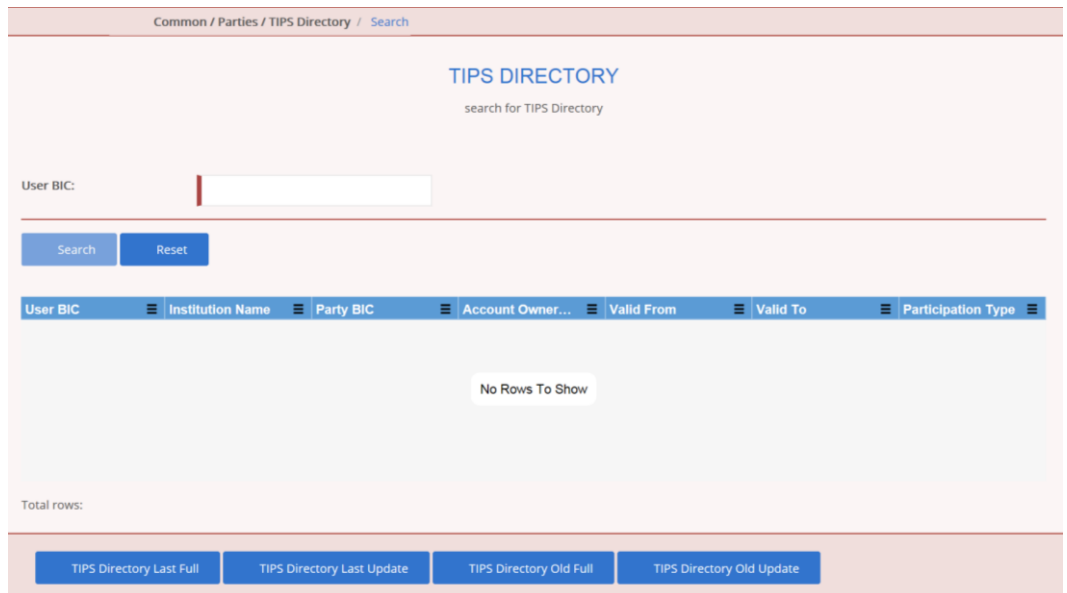 Common / Parties / TIPS Directory / Search
TIPS DIRECTORY
search for TIPS Directory
User BIC:
Search Reset
User BIC Institution Name Party BIC Account Owner... Valid From Valid To Participation Type
No Rows To Show
Total rows:
TIPS Directory Last Full TIPS Directory Last Update TIPS Directory Old Full TIPS Directory Old Update